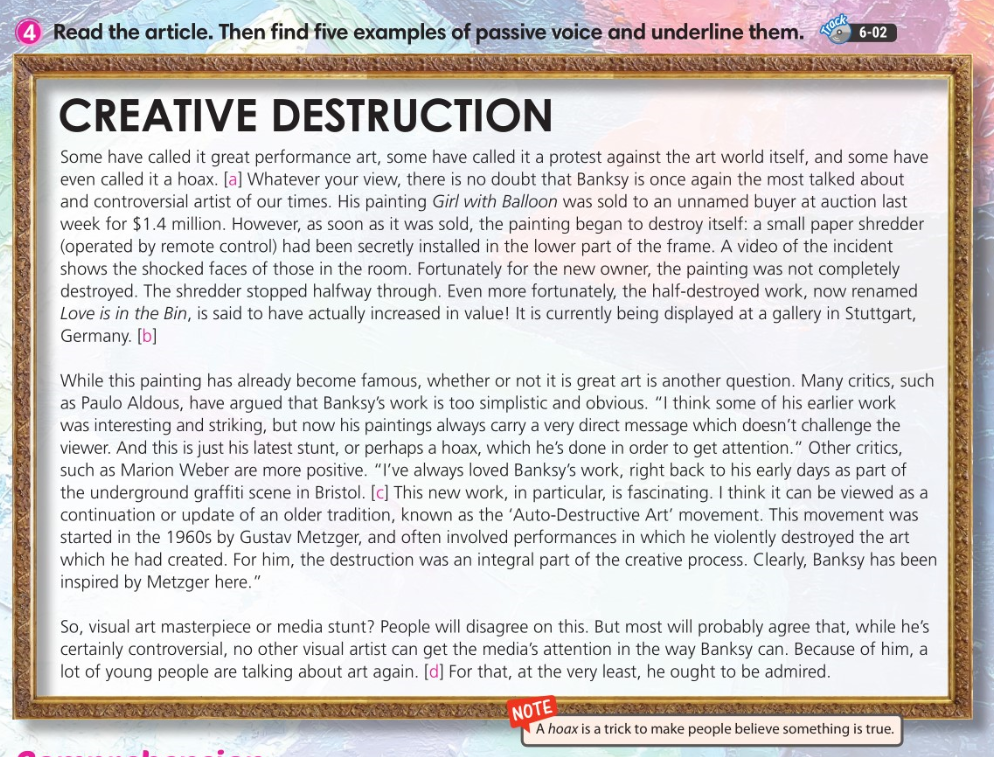 4 Read the article. Then find five examples of passive voice and underline them. Track 6-02
CREATIVE DESTRUCTION
Some have called it great performance art, some have called it a protest against the art world itself, and some have
even called it a hoax. [a] Whatever your view, there is no doubt that Banksy is once again the most talked about
and controversial artist of our times. His painting Girl with Balloon was sold to an unnamed buyer at auction last
week for $1.4 million. However, as soon as it was sold, the painting began to destroy itself: a small paper shredder
(operated by remote control) had been secretly installed in the lower part of the frame. A video of the incident
shows the shocked faces of those in the room. Fortunately for the new owner, the painting was not completely
destroyed. The shredder stopped halfway through. Even more fortunately, the half-destroyed work, now renamed
Love is in the Bin, is said to have actually increased in value! It is currently being displayed at a gallery in Stuttgart,
Germany. [b]
While this painting has already become famous, whether or not it is great art is another question. Many critics, such
as Paulo Aldous, have argued that Banksy's work is too simplistic and obvious. "I think some of his earlier work
was interesting and striking, but now his paintings always carry a very direct message which doesn't challenge the
viewer. And this is just his latest stunt, or perhaps a hoax, which he's done in order to get attention." Other critics,
such as Marion Weber are more positive. "I've always loved Banksy's work, right back to his early days as part of
the underground graffiti scene in Bristol. [c] This new work, in particular, is fascinating. I think it can be viewed as a
continuation or update of an older tradition, known as the 'Auto-Destructive Art' movement. This movement was
started in the 1960s by Gustav Metzger, and often involved performances in which he violently destroyed the art
which he had created. For him, the destruction was an integral part of the creative process. Clearly, Banksy has been
inspired by Metzger here."
So, visual art masterpiece or media stunt? People will disagree on this. But most will probably agree that, while he's
certainly controversial, no other visual artist can get the media's attention in the way Banksy can. Because of him, a
lot of young people are talking about art again. [d] For that, at the very least, he ought to be admired.
NOTE
A hoax is a trick to make people believe something is true.